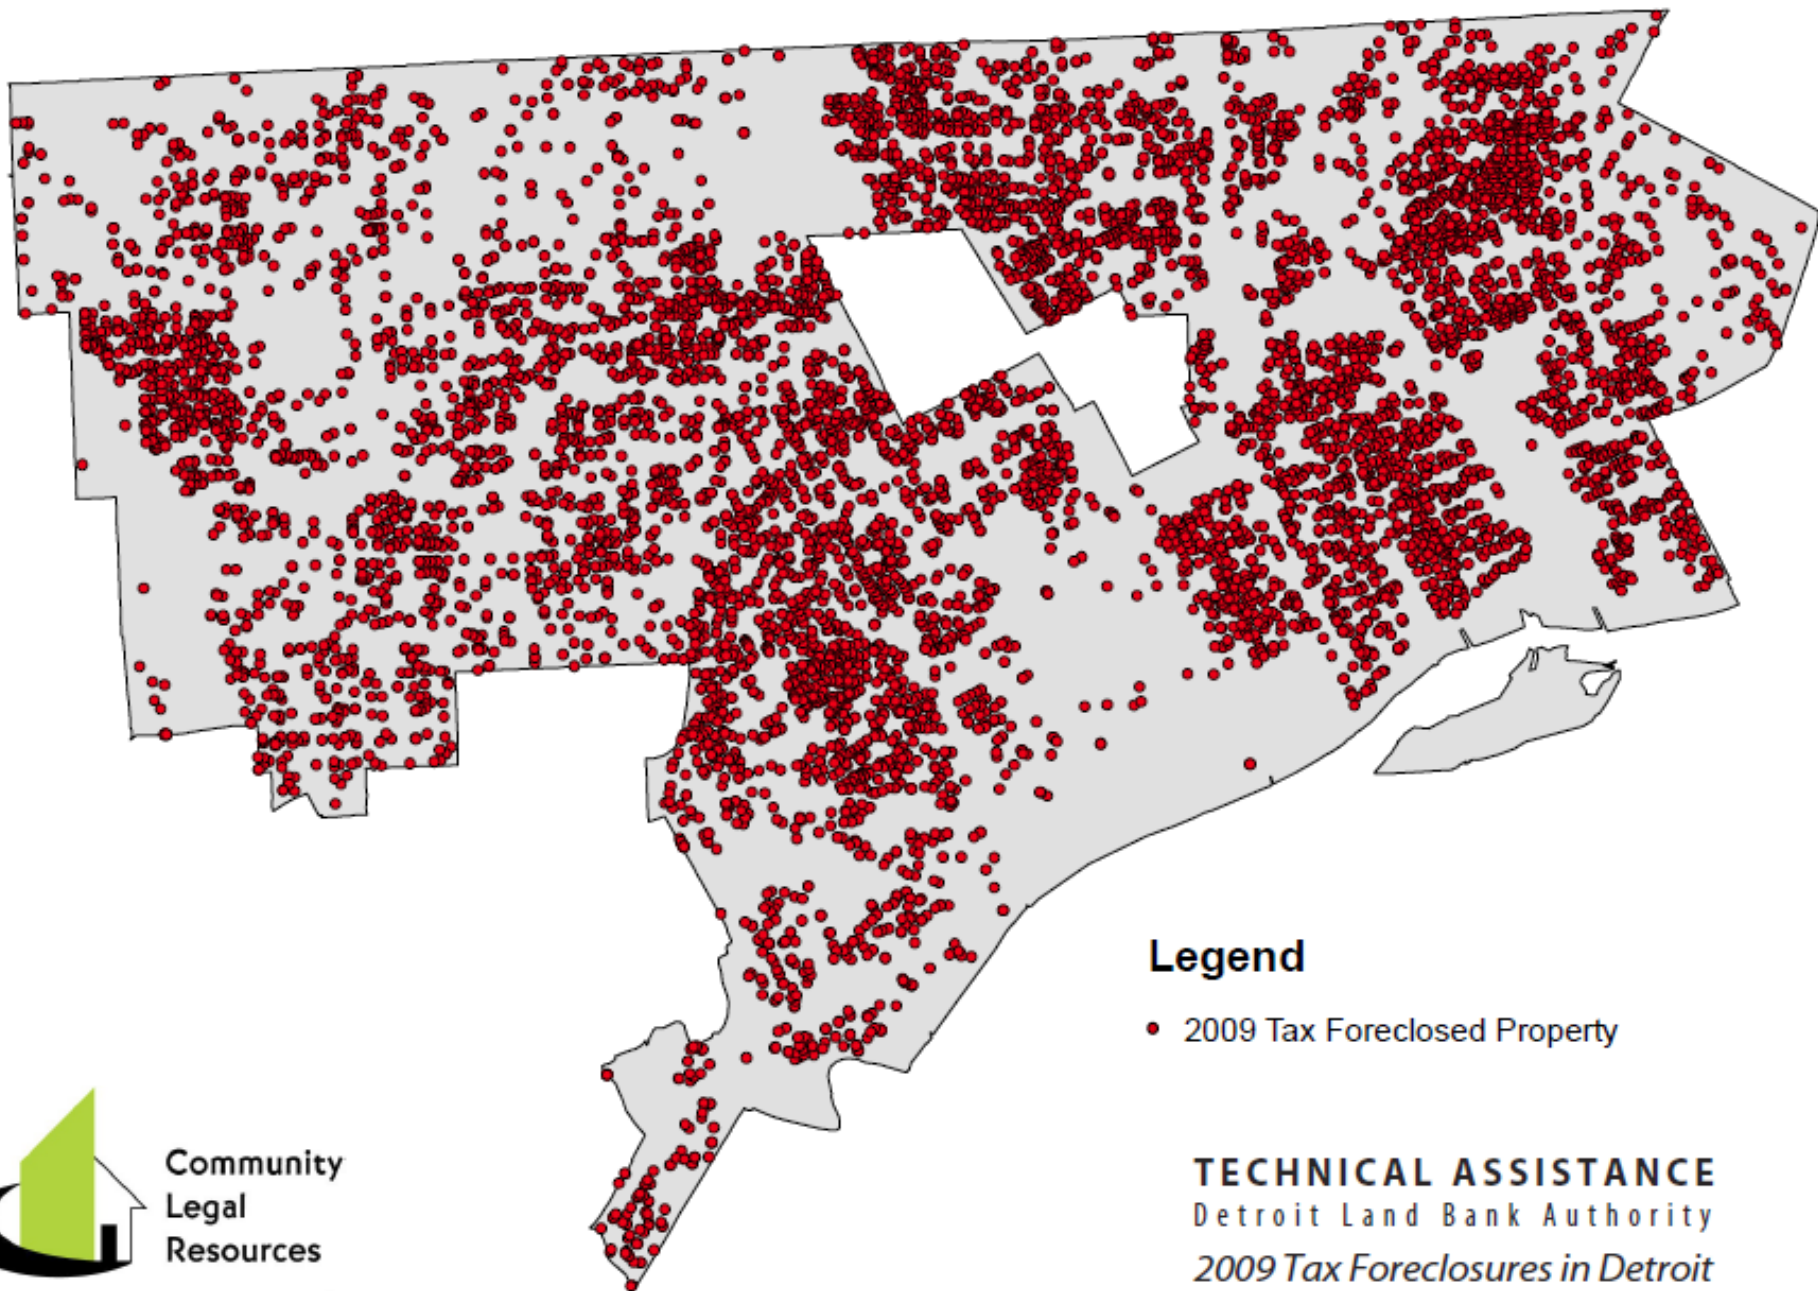 Legend
2009 Tax Foreclosed Property
Community
Legal
Resources
TECHNICAL ASSISTANCE
Detroit Land Bank Authority
2009 Tax Foreclosures in Detroit